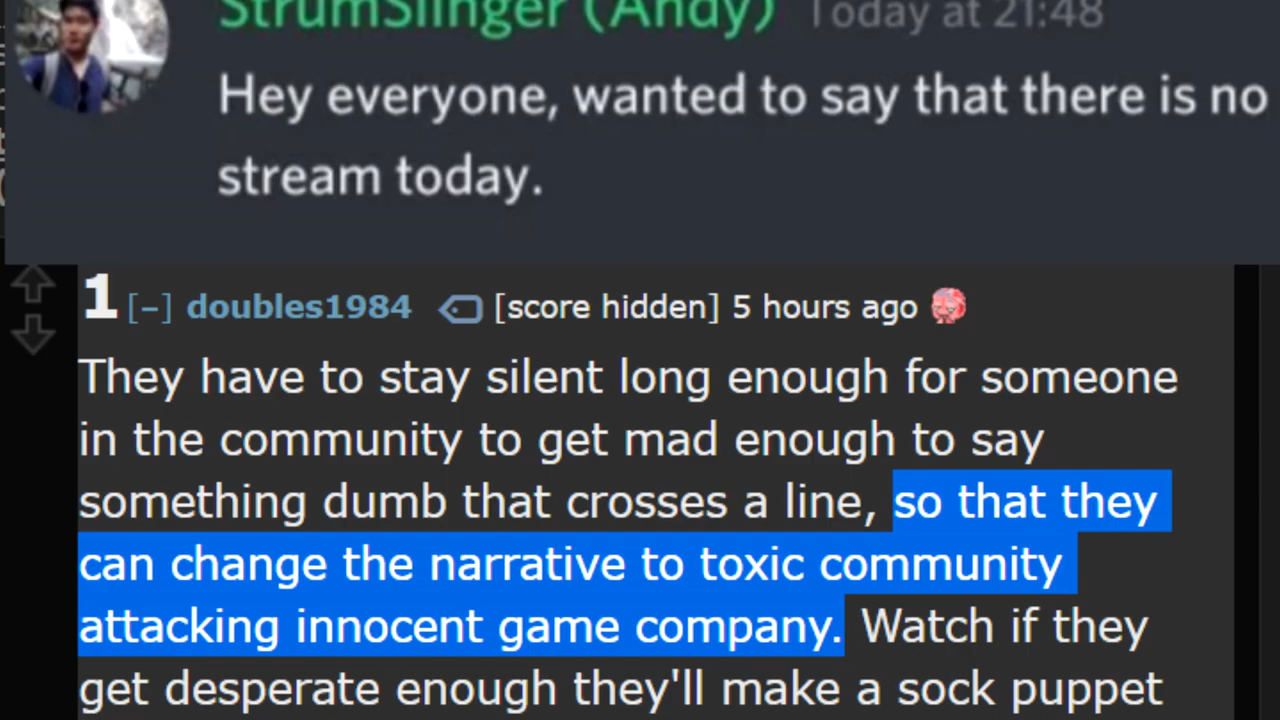 StrumSlinger (Andy) Today at 21:48
Hey everyone, wanted to say that there is no
stream today.
1 [–] doubles1984 [score hidden] 5 hours ago
They have to stay silent long enough for someone
in the community to get mad enough to say
something dumb that crosses a line, so that they
can change the narrative to toxic community
attacking innocent game company. Watch if they
get desperate enough they'll make a sock puppet